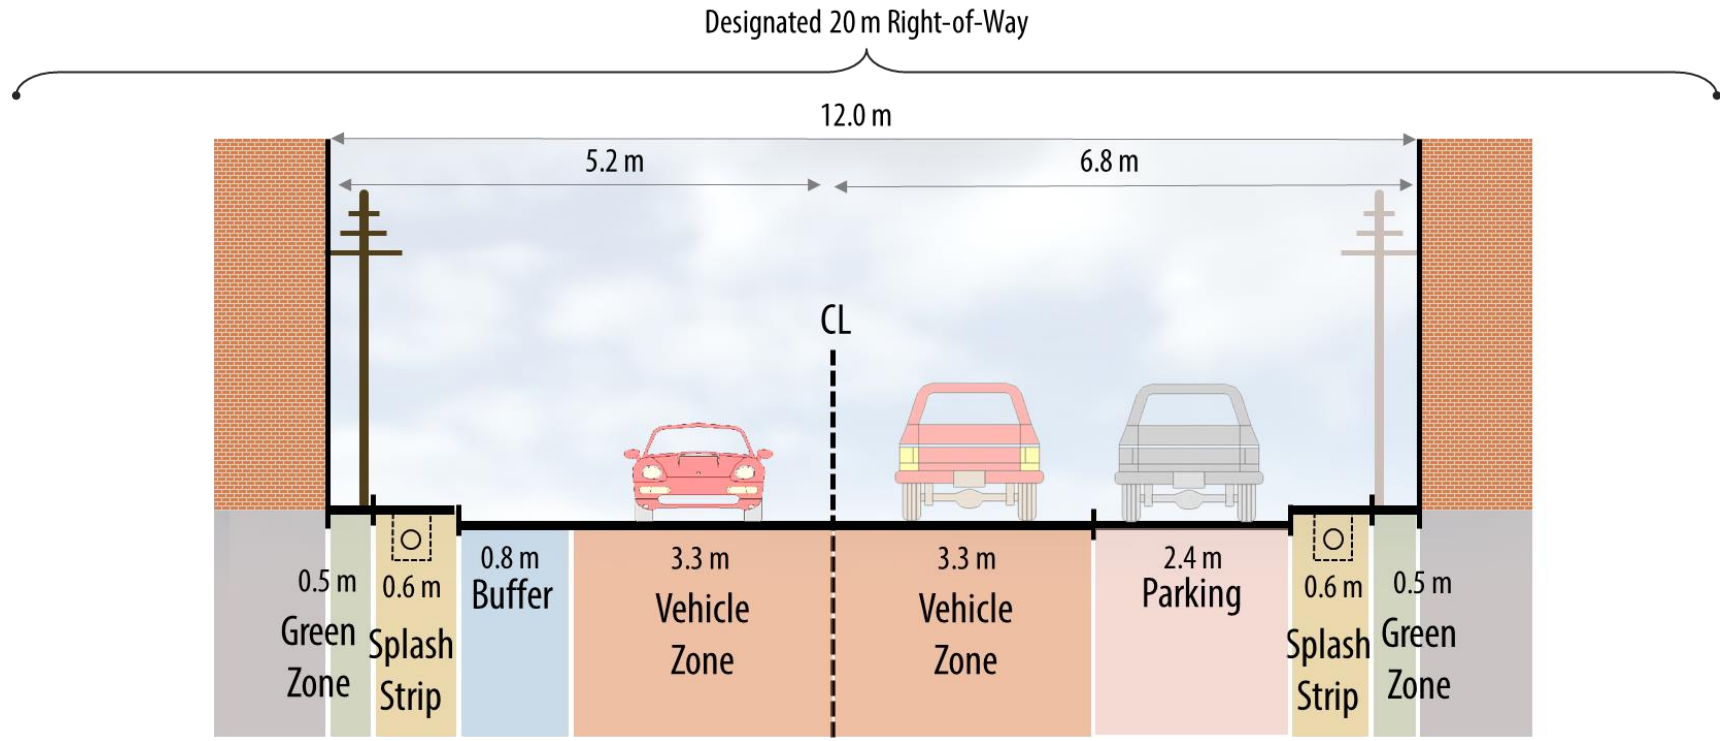 Designated 20 m Right-of-Way
12.0 m
5.2 m
6.8 m
CL
0.5 m
Green
Zone
0.6 m
Splash
Strip
0.8 m
Buffer
3.3 m
Vehicle
Zone
3.3 m
Vehicle
Zone
2.4 m
Parking
0.6 m
Splash
Strip
0.5 m
Green
Zone